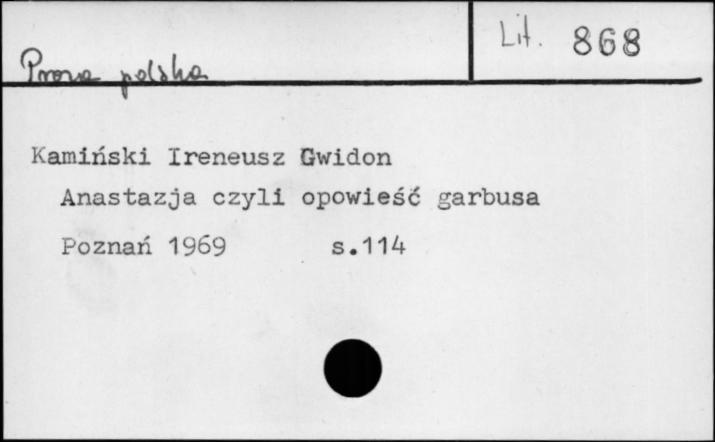 Lit. 868
Proza polska
Kamiński Ireneusz Gwidon
Anastazja czyli opowieść garbusa
Poznań 1969 s.114